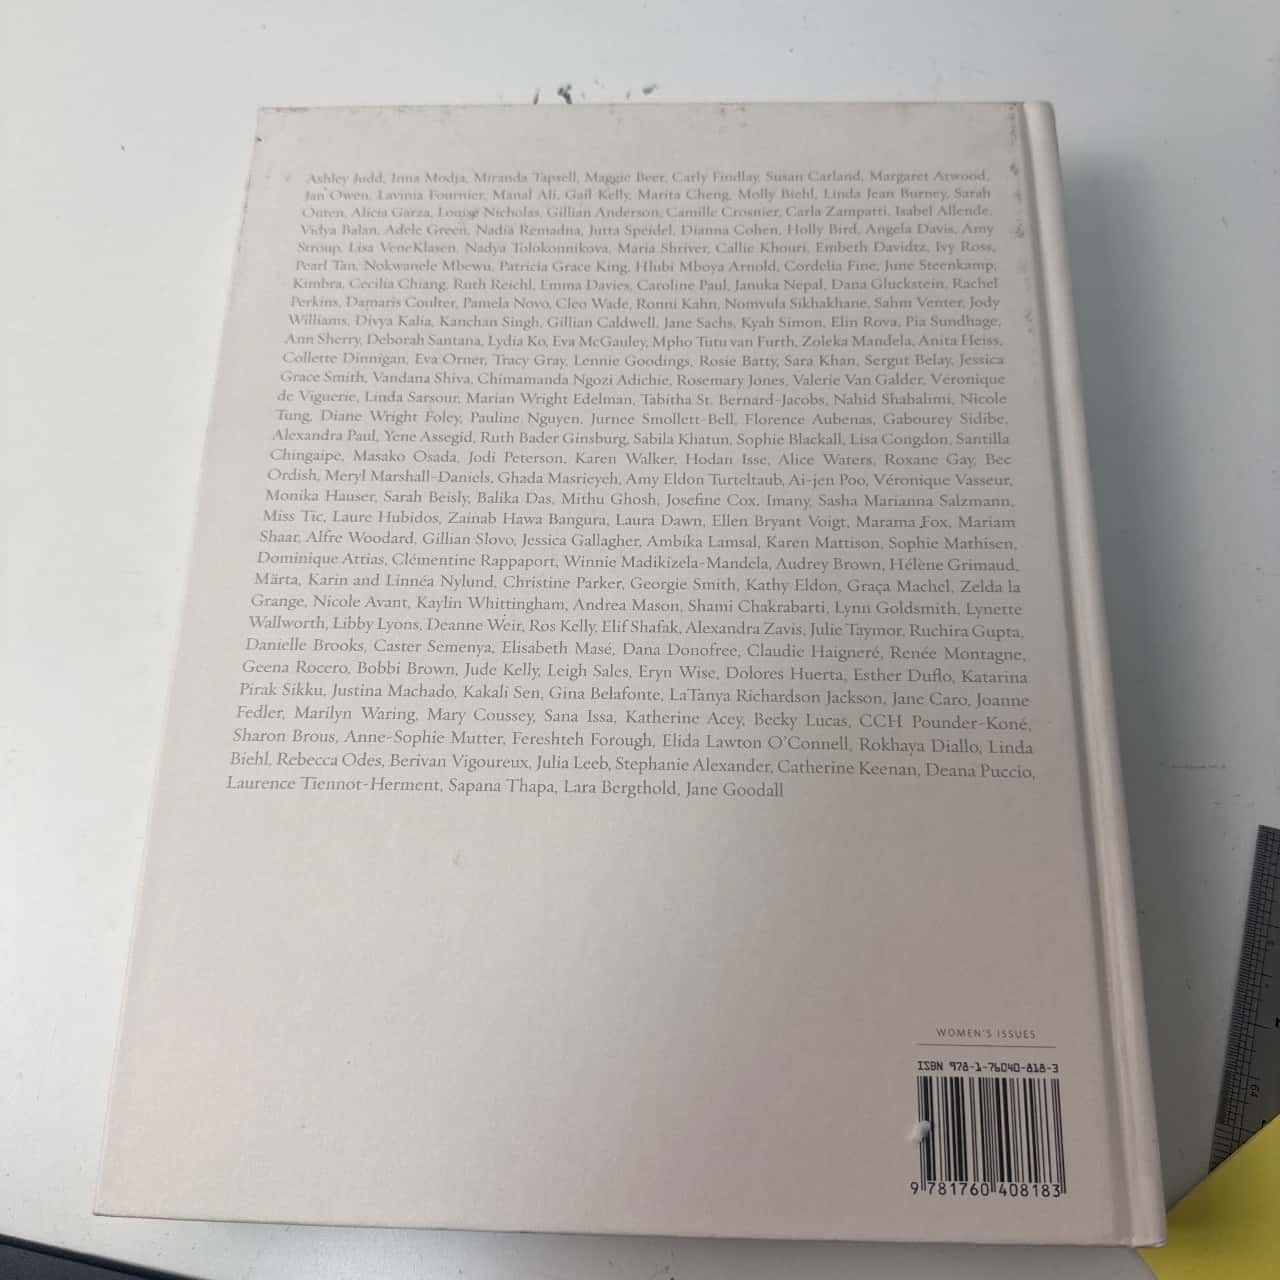 Ashley Judd, Inna Modja, Miranda Tapsell, Maggie Beer, Carly Findlay, Susan Carland, Margaret Atwood,
Jan Owen, Lavinia Fournier, Manal Ali, Gail Kelly, Marita Cheng, Molly Biehl, Linda Jean Burney, Sarah
Outen, Alicia Garza, Louise Nicholas, Gillian Anderson, Camille Crosnier, Carla Zampatti, Isabel Allende,
Vidya Balan, Adele Green, Nadia Remadna, Jutta Speidel, Dianna Cohen, Holly Bird, Angela Davis, Amy
Stroup, Lisa VeneKlasen, Nadya Tolokonnikova, Maria Shriver, Callie Khouri, Embeth Davidtz, Ivy Ross,
Pearl Tan, Nokwanele Mbewu, Patricia Grace King, Hlubi Mboya Arnold, Cordelia Fine, June Steenkamp,
Kimbra, Cecilia Chiang, Ruth Reichl, Emma Davies, Caroline Paul, Januka Nepal, Dana Gluckstein, Rachel
Perkins, Damaris Coulter, Pamela Novo, Cleo Wade, Ronni Kahn, Nomvula Sikhakhane, Sahm Venter, Jody
Williams, Divya Kalia, Kanchan Singh, Gillian Caldwell, Jane Sachs, Kyah Simon, Elin Rova, Pia Sundhage,
Ann Sherry, Deborah Santana, Lydia Ko, Eva McGauley, Mpho Tutu van Furth, Zoleka Mandela, Anita Heiss,
Collette Dinnigan, Eva Orner, Tracy Gray, Lennie Goodings, Rosie Batty, Sara Khan, Sergut Belay, Jessica
Grace Smith, Vandana Shiva, Chimamanda Ngozi Adichie, Rosemary Jones, Valerie Van Galder, Véronique
de Viguerie, Linda Sarsour, Marian Wright Edelman, Tabitha St. Bernard-Jacobs, Nahid Shahalimi, Nicole
Tung, Diane Wright Foley, Pauline Nguyen, Jurnee Smollett-Bell, Florence Aubenas, Gabourey Sidibe,
Alexandra Paul, Yene Assegid, Ruth Bader Ginsburg, Sabila Khatun, Sophie Blackall, Lisa Congdon, Santilla
Chingaipe, Masako Osada, Jodi Peterson, Karen Walker, Hodan Isse, Alice Waters, Roxane Gay, Bec
Ordish, Meryl Marshall-Daniels, Ghada Masrieyeh, Amy Eldon Turteltaub, Ai-jen Poo, Véronique Vasseur,
Monika Hauser, Sarah Beisly, Balika Das, Mithu Ghosh, Josefine Cox, Imany, Sasha Marianna Salzmann,
Miss Tic, Laure Hubidos, Zainab Hawa Bangura, Laura Dawn, Ellen Bryant Voigt, Marama Fox, Mariam
Shaar, Alfre Woodard, Gillian Slovo, Jessica Gallagher, Ambika Lamsal, Karen Mattison, Sophie Mathisen,
Dominique Attias, Clémentine Rappaport, Winnie Madikizela-Mandela, Audrey Brown, Hélène Grimaud,
Märta, Karin and Linnéa Nylund, Christine Parker, Georgie Smith, Kathy Eldon, Graça Machel, Zelda la
Grange, Nicole Avant, Kaylin Whittingham, Andrea Mason, Shami Chakrabarti, Lynn Goldsmith, Lynette
Wallworth, Libby Lyons, Deanne Weir, Ros Kelly, Elif Shafak, Alexandra Zavis, Julie Taymor, Ruchira Gupta,
Danielle Brooks, Caster Semenya, Elisabeth Masé, Dana Donofree, Claudie Haigneré, Renée Montagne,
Geena Rocero, Bobbi Brown, Jude Kelly, Leigh Sales, Eryn Wise, Dolores Huerta, Esther Duflo, Katarina
Pirak Sikku, Justina Machado, Kakali Sen, Gina Belafonte, LaTanya Richardson Jackson, Jane Caro, Joanne
Fedler, Marilyn Waring, Mary Coussey, Sana Issa, Katherine Acey, Becky Lucas, CCH Pounder-Koné,
Sharon Brous, Anne-Sophie Mutter, Fereshteh Forough, Elida Lawton O'Connell, Rokhaya Diallo, Linda
Biehl, Rebecca Odes, Berivan Vigoureux, Julia Leeb, Stephanie Alexander, Catherine Keenan, Deana Puccio,
Laurence Tiennot-Herment, Sapana Thapa, Lara Bergthold, Jane Goodall
WOMEN'S ISSUES
ISBN 978-1-76040-818-3
9 781760 408183
64